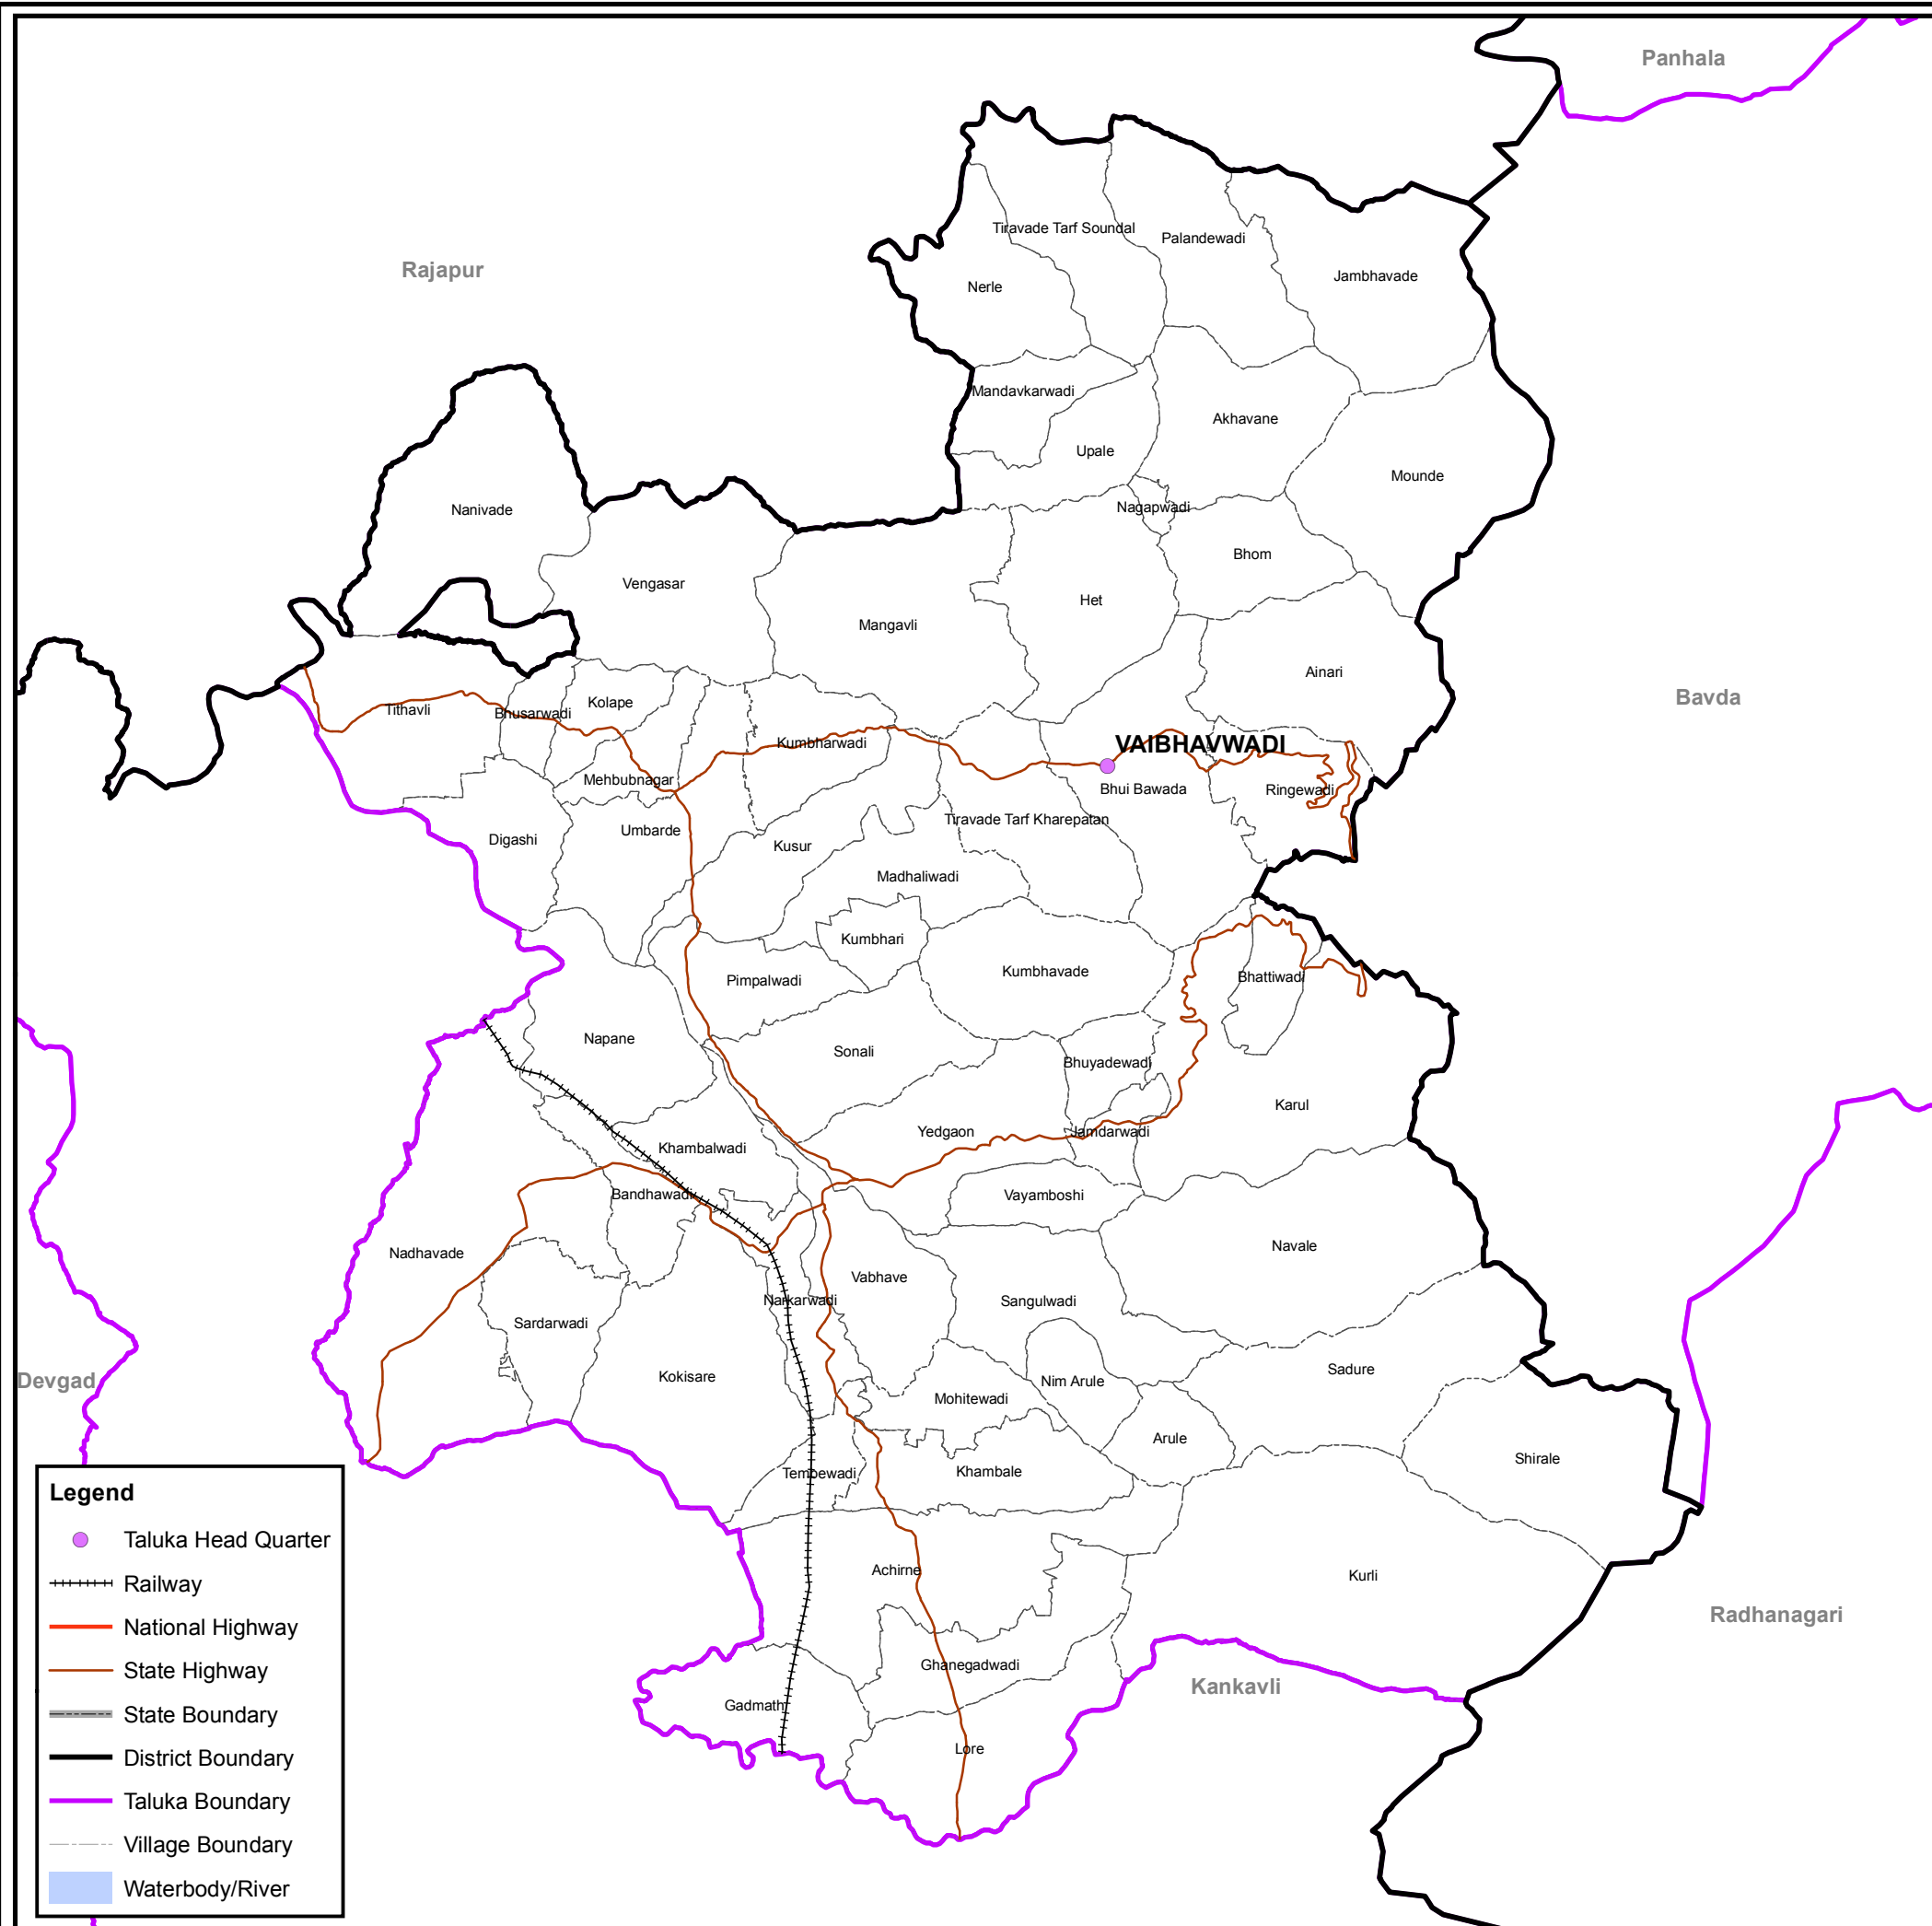 Panhala
Tiravade Tarf Soundal
Palandewadi
Rajapur
Jambhavade
Nerle
Mandavkarwadi
Akhavane
Upale
Mounde
Nanivade
Nagapwadi
Bhom
Vengasar
Het
Mangavli
Ainari
Bavda
Kolape
Tithavli
Bhusarwadi
Kumbharwadi
VAIBHAVWADI
Mehbubnagar
Bhui Bawada
Ringewadi
Tiravade Tarf Kharepatan
Umbarde
Digashi
Kusur
Madhaliwadi
Kumbhari
Kumbhavade
Bhattiwadi
Pimpalwadi
Napane
Sonali
Bhuyadewadi
Karul
Yedgaon
Jamdarwadi
Khambalwadi
Bandhawadi
Vayamboshi
Nadhavade
Navale
Vabhave
Narkarwadi
Sangulwadi
Sardarwadi
Sadure
Kokisare
Nim Arule
Devgad
Mohitewadi
Arule
Shirale
Khambale
Tembewadi
Achirne
Kurli
Radhanagari
Ghanegadwadi
Kankavli
Gadmath
Lore
Legend
Taluka Head Quarter
Railway
National Highway
State Highway
State Boundary
District Boundary
Taluka Boundary
Village Boundary
Waterbody/River